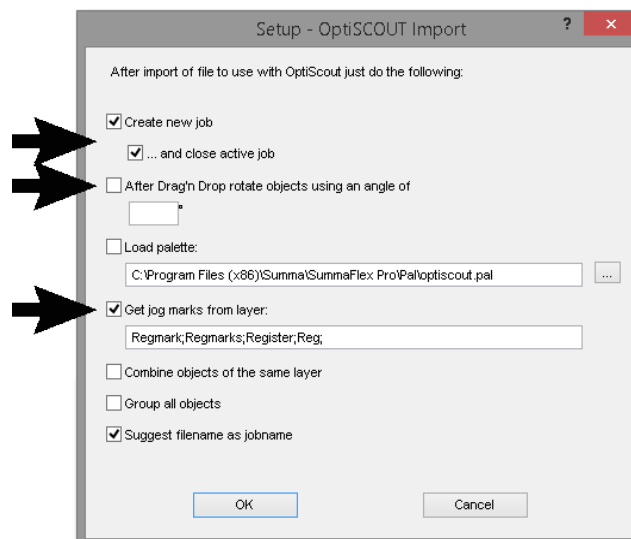 Setup - OptiSCOUT Import ? ×
After import of file to use with OptiScout just do the following:
Create new job
... and close active job
After Drag'n Drop rotate objects using an angle of
°
Load palette:
C:\Program Files (x86)\Summa\SummaFlex Pro\Pal\optiscout.pal ...
Get jog marks from layer:
Regmark;Regmarks;Register;Reg;
Combine objects of the same layer
Group all objects
Suggest filename as jobname
OK Cancel